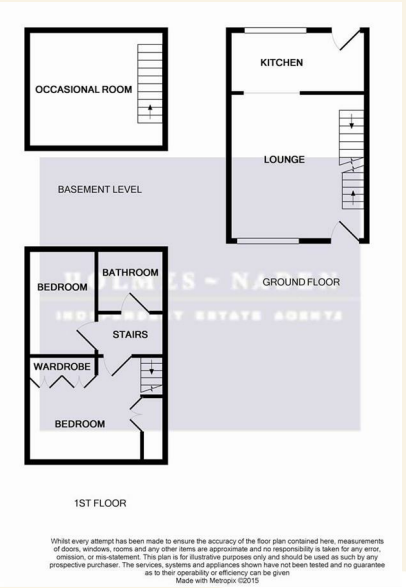 OCCASIONAL ROOM
KITCHEN
LOUNGE
BASEMENT LEVEL
GROUND FLOOR
HOLMES ~ NADEN
INDEPENDENT ESTATE AGENTS
BEDROOM
BATHROOM
STAIRS
WARDROBE
BEDROOM
1ST FLOOR
Whilst every attempt has been made to ensure the accuracy of the floor plan contained here, measurements
of doors, windows, rooms and any other items are approximate and no responsibility is taken for any error,
omission, or mis-statement. This plan is for illustrative purposes only and should be used as such by any
prospective purchaser. The services, systems and appliances shown have not been tested and no guarantee
as to their operability or efficiency can be given
Made with Metropix ©2015